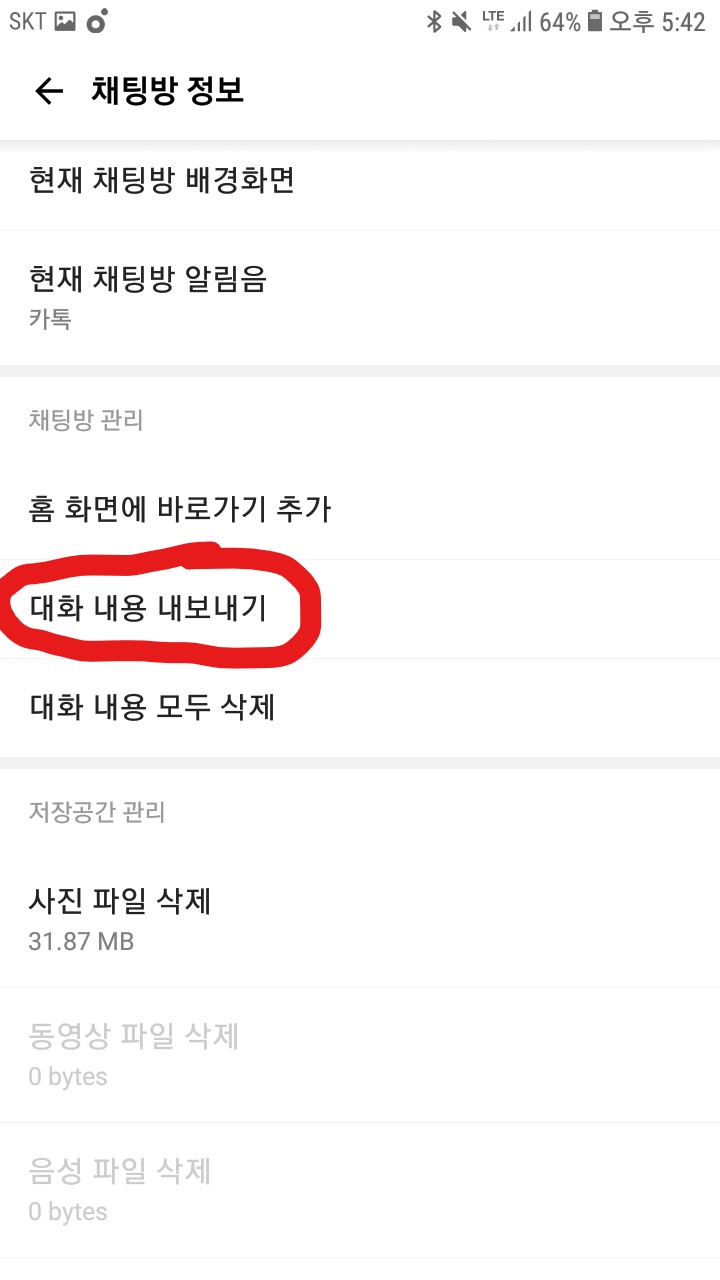 SKT LTE 64% 오후 5:42
채팅방 정보
현재 채팅방 배경화면
현재 채팅방 알림음
카톡
채팅방 관리
홈 화면에 바로가기 추가
대화 내용 내보내기
대화 내용 모두 삭제
저장공간 관리
사진 파일 삭제
31.87 MB
동영상 파일 삭제
0 bytes
음성 파일 삭제
0 bytes